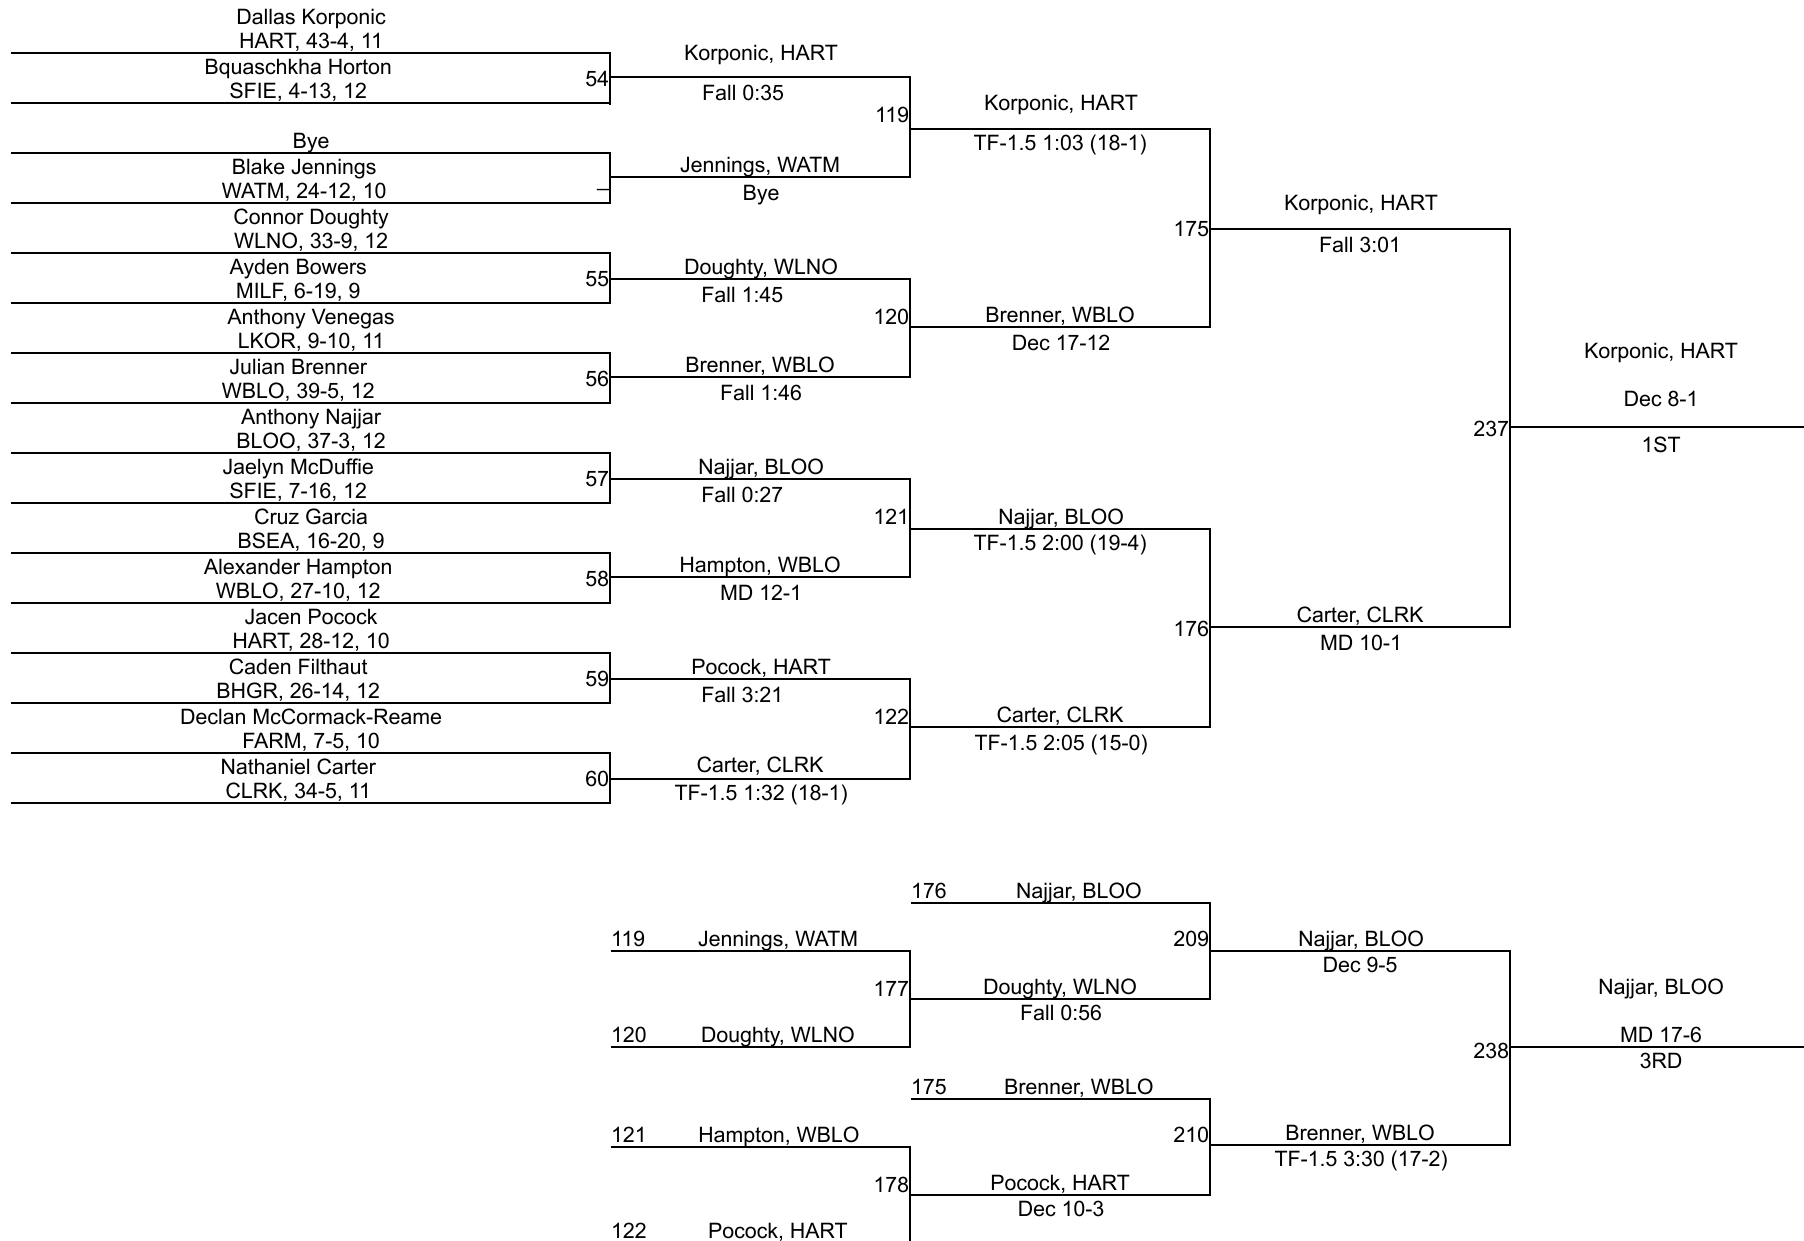 Dallas Korponic
HART, 43-4, 11
Bquaschkha Horton
SFIE, 4-13, 12
54
Korponic, HART
Fall 0:35
119
Korponic, HART
TF-1.5 1:03 (18-1)
Bye
Blake Jennings
WATM, 24-12, 10
–
Jennings, WATM
Bye
175
Korponic, HART
Fall 3:01
Connor Doughty
WLNO, 33-9, 12
Ayden Bowers
MILF, 6-19, 9
55
Doughty, WLNO
Fall 1:45
120
Brenner, WBLO
Dec 17-12
Anthony Venegas
LKOR, 9-10, 11
Julian Brenner
WBLO, 39-5, 12
56
Brenner, WBLO
Fall 1:46
237
Korponic, HART
Dec 8-1
1ST
Anthony Najjar
BLOO, 37-3, 12
Jaelyn McDuffie
SFIE, 7-16, 12
57
Najjar, BLOO
Fall 0:27
121
Najjar, BLOO
TF-1.5 2:00 (19-4)
Cruz Garcia
BSEA, 16-20, 9
Alexander Hampton
WBLO, 27-10, 12
58
Hampton, WBLO
MD 12-1
176
Carter, CLRK
MD 10-1
Jacen Pocock
HART, 28-12, 10
Caden Filthaut
BHGR, 26-14, 12
59
Pocock, HART
Fall 3:21
122
Carter, CLRK
TF-1.5 2:05 (15-0)
Declan McCormack-Reame
FARM, 7-5, 10
Nathaniel Carter
CLRK, 34-5, 11
60
Carter, CLRK
TF-1.5 1:32 (18-1)
176 Najjar, BLOO
119 Jennings, WATM
209
Najjar, BLOO
Dec 9-5
177
Doughty, WLNO
Fall 0:56
120 Doughty, WLNO
238
Najjar, BLOO
MD 17-6
3RD
175 Brenner, WBLO
121 Hampton, WBLO
210
Brenner, WBLO
TF-1.5 3:30 (17-2)
178
Pocock, HART
Dec 10-3
122 Pocock, HART